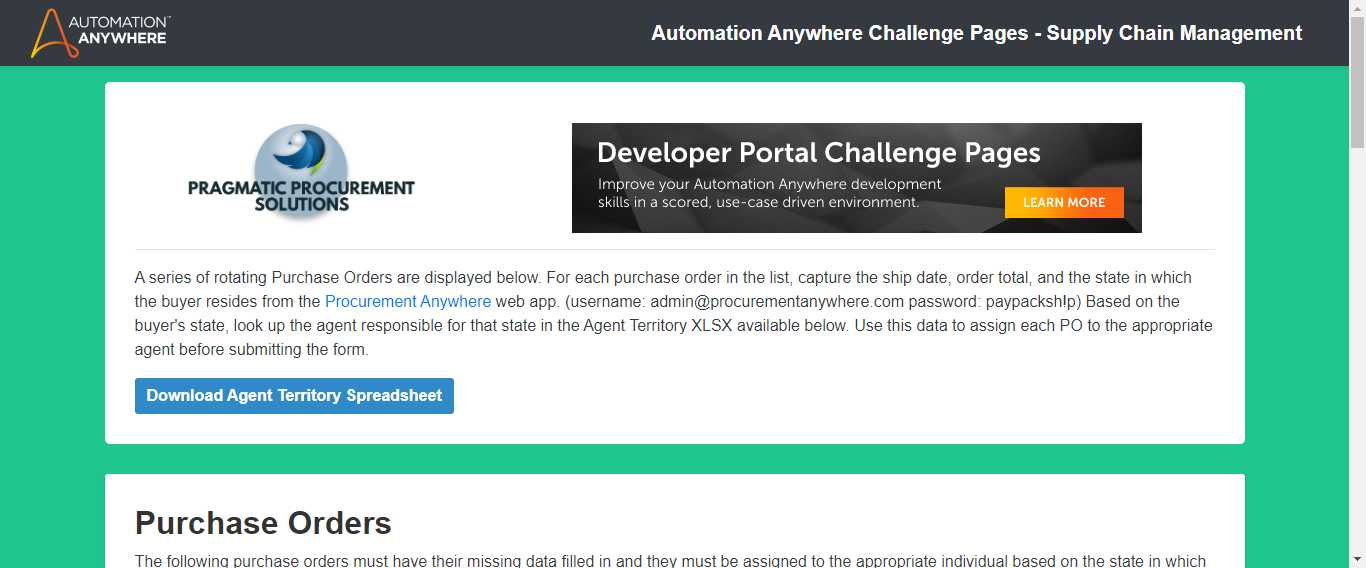 AUTOMATION™
ANYWHERE
Automation Anywhere Challenge Pages - Supply Chain Management
PRAGMATIC PROCUREMENT
SOLUTIONS
Developer Portal Challenge Pages
Improve your Automation Anywhere development
skills in a scored, use-case driven environment.
LEARN MORE
A series of rotating Purchase Orders are displayed below. For each purchase order in the list, capture the ship date, order total, and the state in which
the buyer resides from the Procurement Anywhere web app. (username: admin@procurementanywhere.com password: paypacksh!p) Based on the
buyer's state, look up the agent responsible for that state in the Agent Territory XLSX available below. Use this data to assign each PO to the appropriate
agent before submitting the form.
Download Agent Territory Spreadsheet
Purchase Orders
The following purchase orders must have their missing data filled in and they must be assigned to the appropriate individual based on the state in which